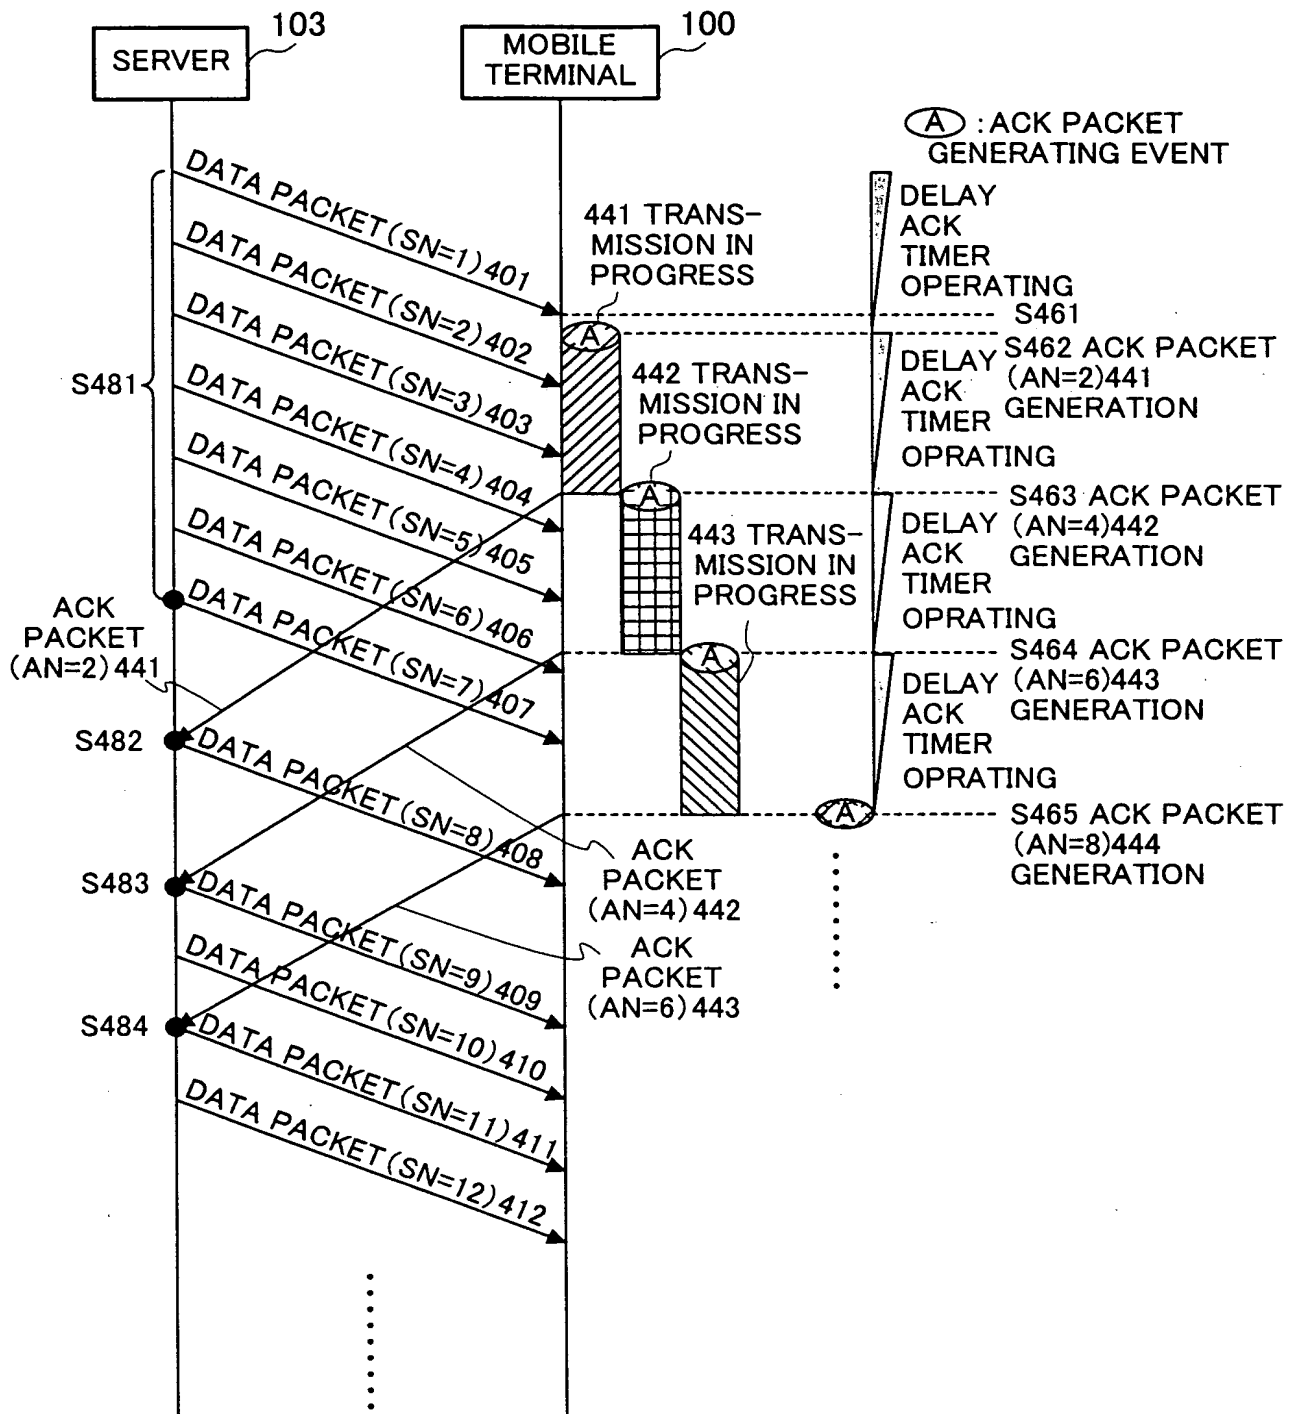 103
SERVER
100
MOBILE
TERMINAL
A : ACK PACKET
GENERATING EVENT
DELAY
ACK
TIMER
OPERATING
S461
DATA PACKET(SN=1)401
DATA PACKET(SN=2)402
DATA PACKET(SN=3)403
DATA PACKET(SN=4)404
DATA PACKET(SN=5)405
DATA PACKET(SN=6)406
DATA PACKET(SN=7)407
DATA PACKET(SN=8)408
DATA PACKET(SN=9)409
DATA PACKET(SN=10)410
DATA PACKET(SN=11)411
DATA PACKET(SN=12)412
S481
ACK
PACKET
(AN=2)441
S482
S483
S484
441 TRANS-
MISSION IN
PROGRESS
A
442 TRANS-
MISSION IN
PROGRESS
A
443 TRANS-
MISSION IN
PROGRESS
A
A
DELAY
ACK
TIMER
OPRATING
S462 ACK PACKET
(AN=2)441
GENERATION
DELAY
ACK
TIMER
OPRATING
S463 ACK PACKET
(AN=4)442
GENERATION
DELAY
ACK
TIMER
OPRATING
S464 ACK PACKET
(AN=6)443
GENERATION
S465 ACK PACKET
(AN=8)444
GENERATION
ACK
PACKET
(AN=4)442
ACK
PACKET
(AN=6)443